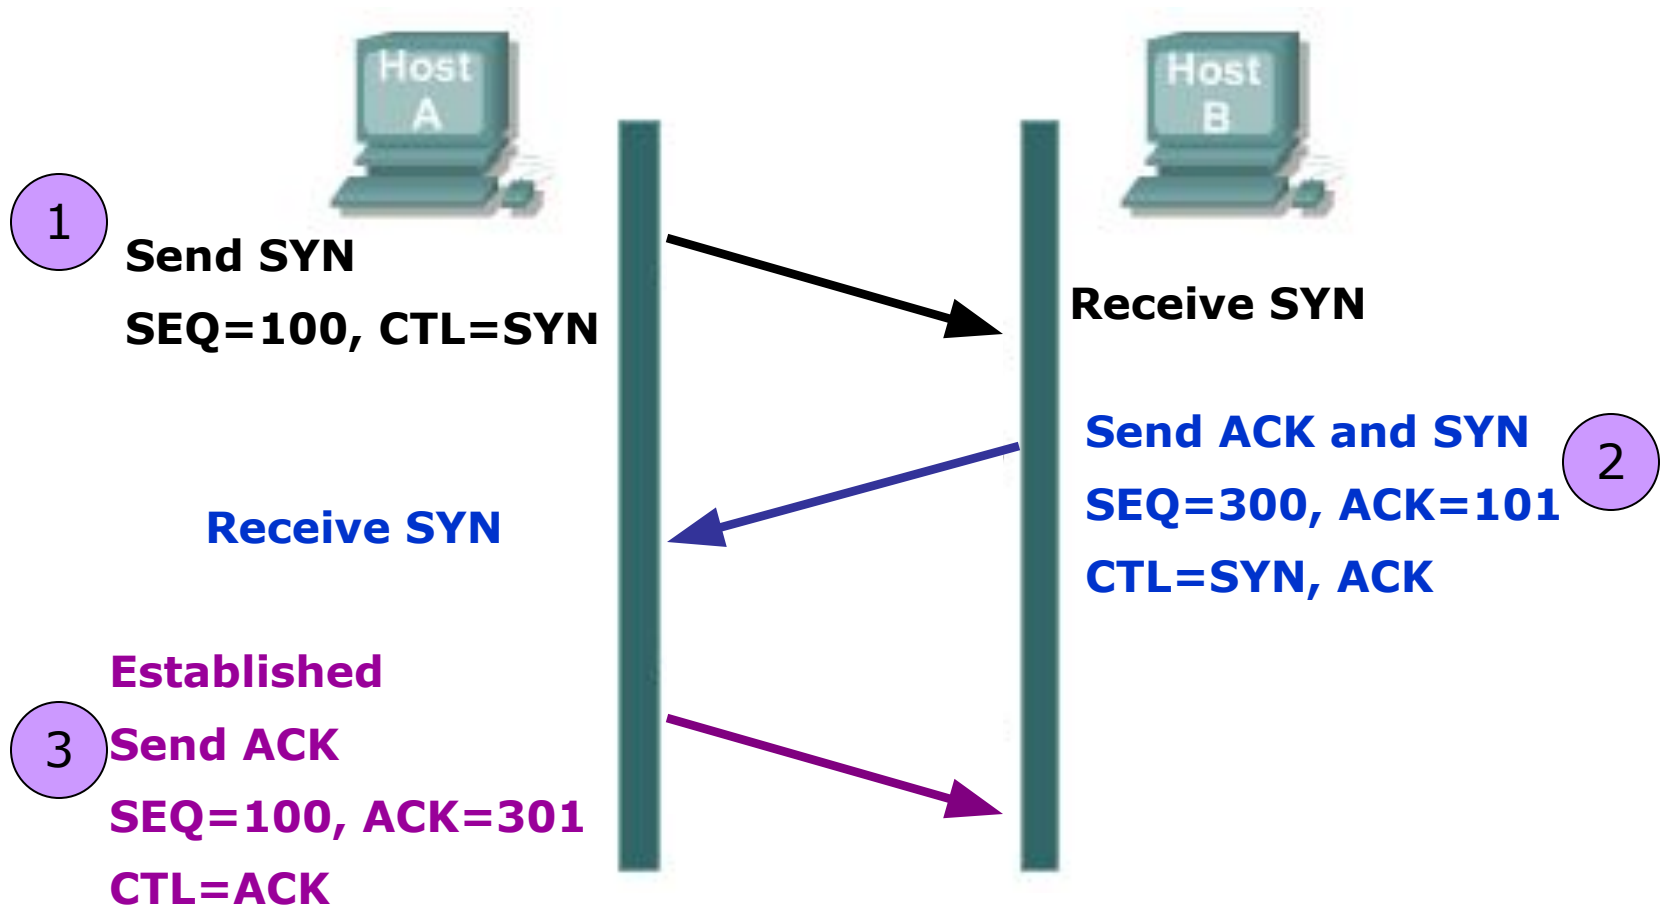 Host
A
Host
B
1
Send SYN
SEQ=100, CTL=SYN
Receive SYN
Send ACK and SYN
2
SEQ=300, ACK=101
CTL=SYN, ACK
Receive SYN
Established
3
Send ACK
SEQ=100, ACK=301
CTL=ACK